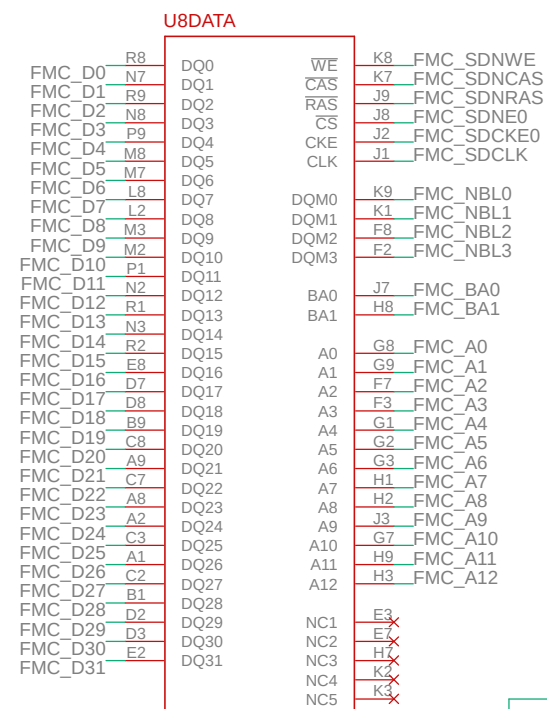 U8DATA
FMC_D0 R8 DQ0 WE K8 FMC_SDNWE
FMC_D1 N7 DQ1 CAS K7 FMC_SDNCAS
FMC_D2 R9 DQ2 RAS J9 FMC_SDNRAS
FMC_D3 N8 DQ3 CS J8 FMC_SDNE0
FMC_D4 P9 DQ4 CKE J2 FMC_SDCKE0
FMC_D5 M8 DQ5 CLK J1 FMC_SDCLK
FMC_D6 M7 DQ6
FMC_D7 L8 DQ7 DQM0 K9 FMC_NBL0
FMC_D8 L2 DQ8 DQM1 K1 FMC_NBL1
FMC_D9 M3 DQ9 DQM2 F8 FMC_NBL2
FMC_D10 M2 DQ10 DQM3 F2 FMC_NBL3
FMC_D11 P1 DQ11
FMC_D12 N2 DQ12 BA0 J7 FMC_BA0
FMC_D13 R1 DQ13 BA1 H8 FMC_BA1
FMC_D14 N3 DQ14
FMC_D15 R2 DQ15 A0 G8 FMC_A0
FMC_D16 E8 DQ16 A1 G9 FMC_A1
FMC_D17 D7 DQ17 A2 F7 FMC_A2
FMC_D18 D8 DQ18 A3 F3 FMC_A3
FMC_D19 B9 DQ19 A4 G1 FMC_A4
FMC_D20 C8 DQ20 A5 G2 FMC_A5
FMC_D21 A9 DQ21 A6 G3 FMC_A6
FMC_D22 C7 DQ22 A7 H1 FMC_A7
FMC_D23 A8 DQ23 A8 H2 FMC_A8
FMC_D24 A2 DQ24 A9 J3 FMC_A9
FMC_D25 C3 DQ25 A10 G7 FMC_A10
FMC_D26 A1 DQ26 A11 H9 FMC_A11
FMC_D27 C2 DQ27 A12 H3 FMC_A12
FMC_D28 B1 DQ28
FMC_D29 D2 DQ29 NC1 E3
FMC_D30 D3 DQ30 NC2 E7
FMC_D31 E2 DQ31 NC3 H7
NC4 K2
NC5 K3